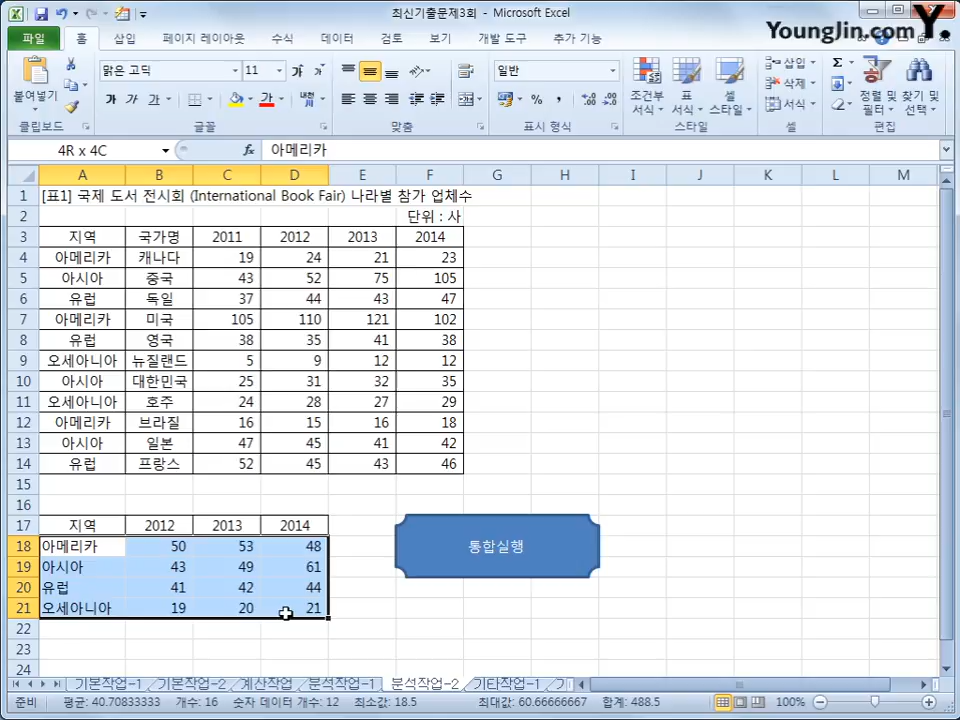 최신기출문제3회 - Microsoft Excel
Younglin.com Y.
파일 홈 삽입 페이지 레이아웃 수식 데이터 검토 보기 개발 도구 추가 기능
붙여넣기
맑은 고딕 11
가 가 가
일반
% ,
조건부 서식
표 서식
셀 스타일
삽입
삭제
서식
Σ
정렬 및 필터
찾기 및 선택
클립보드 글꼴 맞춤 표시 형식 스타일 셀 편집
4R x 4C fx 아메리카
A B C D E F G H I J K L M
1 [표1] 국제 도서 전시회 (International Book Fair) 나라별 참가 업체수
2 단위 : 사
3 지역 국가명 2011 2012 2013 2014
4 아메리카 캐나다 19 24 21 23
5 아시아 중국 43 52 75 105
6 유럽 독일 37 44 43 47
7 아메리카 미국 105 110 121 102
8 유럽 영국 38 35 41 38
9 오세아니아 뉴질랜드 5 9 12 12
10 아시아 대한민국 25 31 32 35
11 오세아니아 호주 24 28 27 29
12 아메리카 브라질 16 15 16 18
13 아시아 일본 47 45 41 42
14 유럽 프랑스 52 45 43 46
15
16
17 지역 2012 2013 2014
18 아메리카 50 53 48 통합실행
19 아시아 43 49 61
20 유럽 41 42 44
21 오세아니아 19 20 21
22
23
24
기본작업-1 기본작업-2 계산작업 분석작업-1 분석작업-2 기타작업-1
준비 평균: 40.70833333 개수: 16 숫자 데이터 개수: 12 최소값: 18.5 최대값: 60.66666667 합계: 488.5 100%